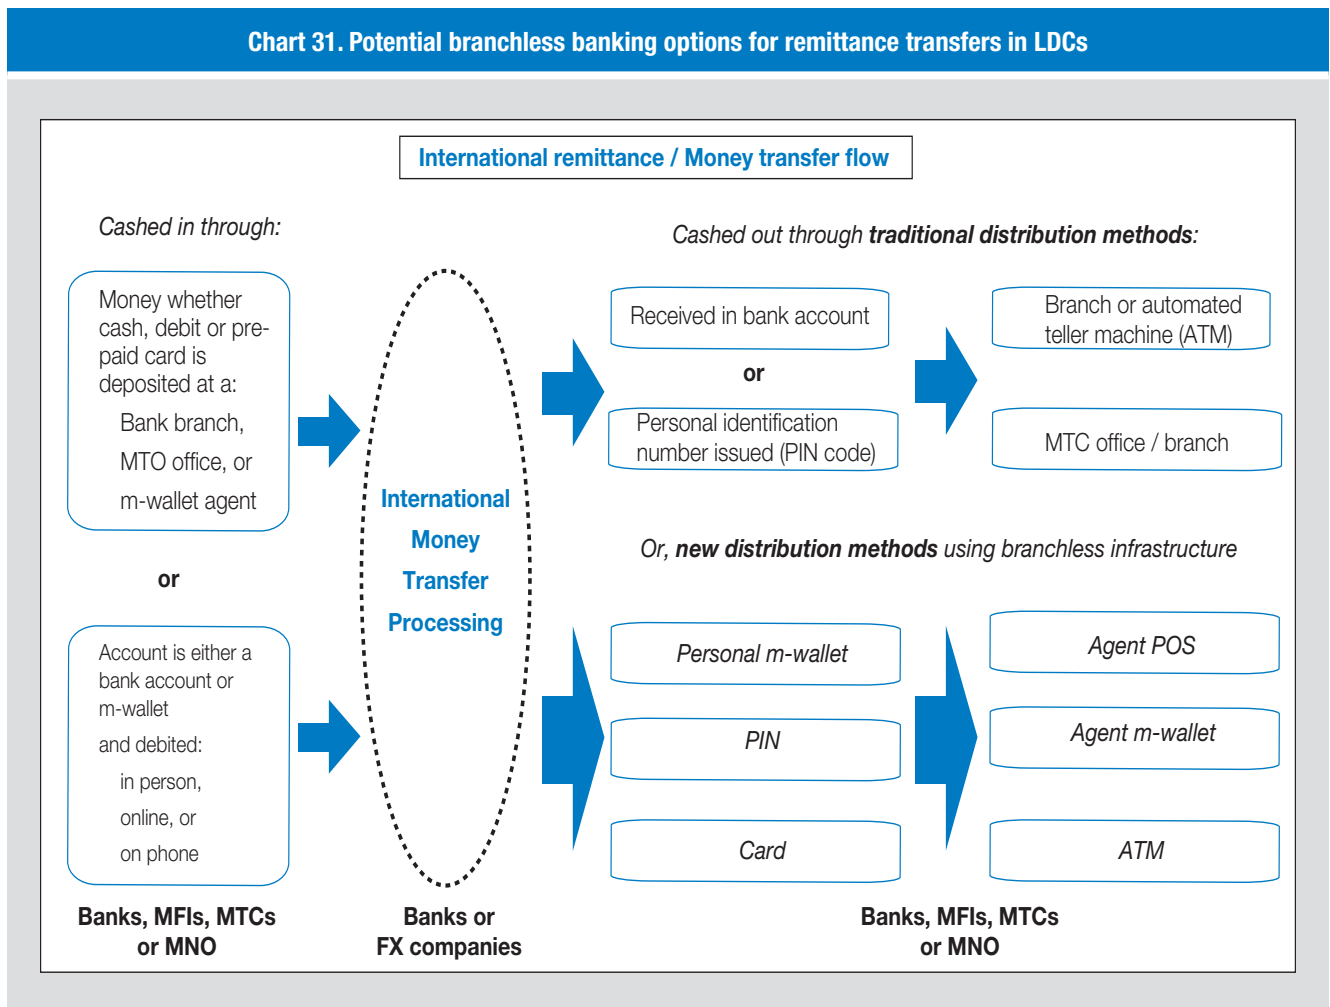 Chart 31. Potential branchless banking options for remittance transfers in LDCs
International remittance / Money transfer flow
Cashed in through:
Money whether
cash, debit or pre-
paid card is
deposited at a:
Bank branch,
MTO office, or
m-wallet agent
or
Account is either a
bank account or
m-wallet
and debited:
in person,
online, or
on phone
Banks, MFIs, MTCs
or MNO
International
Money
Transfer
Processing
Banks or
FX companies
Cashed out through traditional distribution methods:
Received in bank account
or
Personal identification
number issued (PIN code)
Branch or automated
teller machine (ATM)
MTC office / branch
Or, new distribution methods using branchless infrastructure
Personal m-wallet
PIN
Card
Agent POS
Agent m-wallet
ATM
Banks, MFIs, MTCs
or MNO